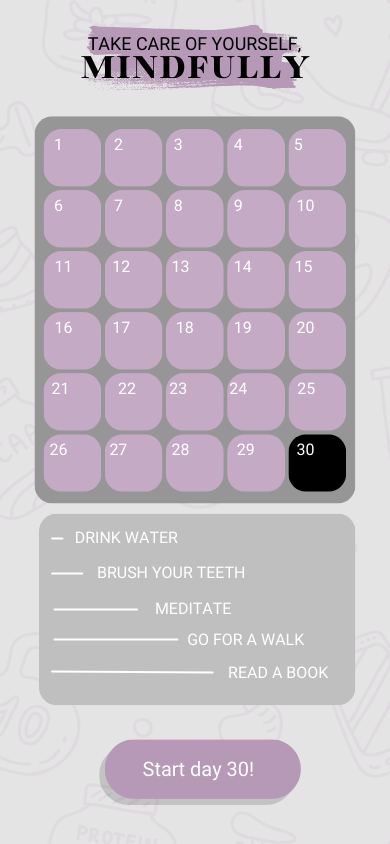 TAKE CARE OF YOURSELF,
MINDFULLY
1 2 3 4 5
6 7 8 9 10
11 12 13 14 15
16 17 18 19 20
21 22 23 24 25
26 27 28 29 30
DRINK WATER
BRUSH YOUR TEETH
MEDITATE
GO FOR A WALK
READ A BOOK
10
Start day 30!
PROTEIN